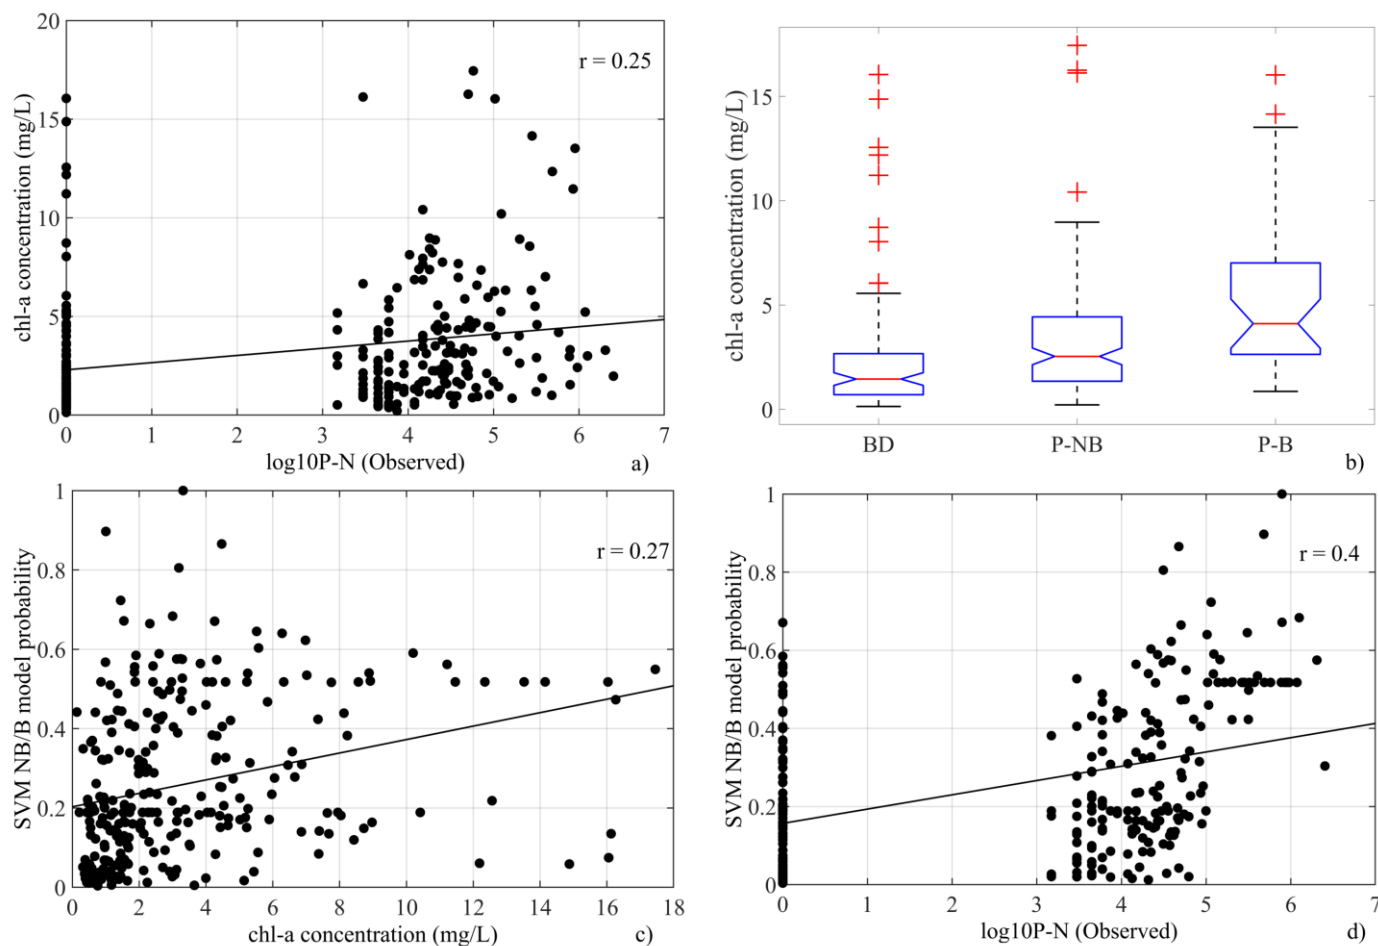 20
15
10
5
0
chl-a concentration (mg/L)
r = 0.25
0 1 2 3 4 5 6 7
log10P-N (Observed)
a)
15
10
5
0
chl-a concentration (mg/L)
BD P-NB P-B
b)
1
0.8
0.6
0.4
0.2
0
SVM NB/B model probability
r = 0.27
0 2 4 6 8 10 12 14 16 18
chl-a concentration (mg/L)
c)
1
0.8
0.6
0.4
0.2
0
SVM NB/B model probability
r = 0.4
0 1 2 3 4 5 6 7
log10P-N (Observed)
d)